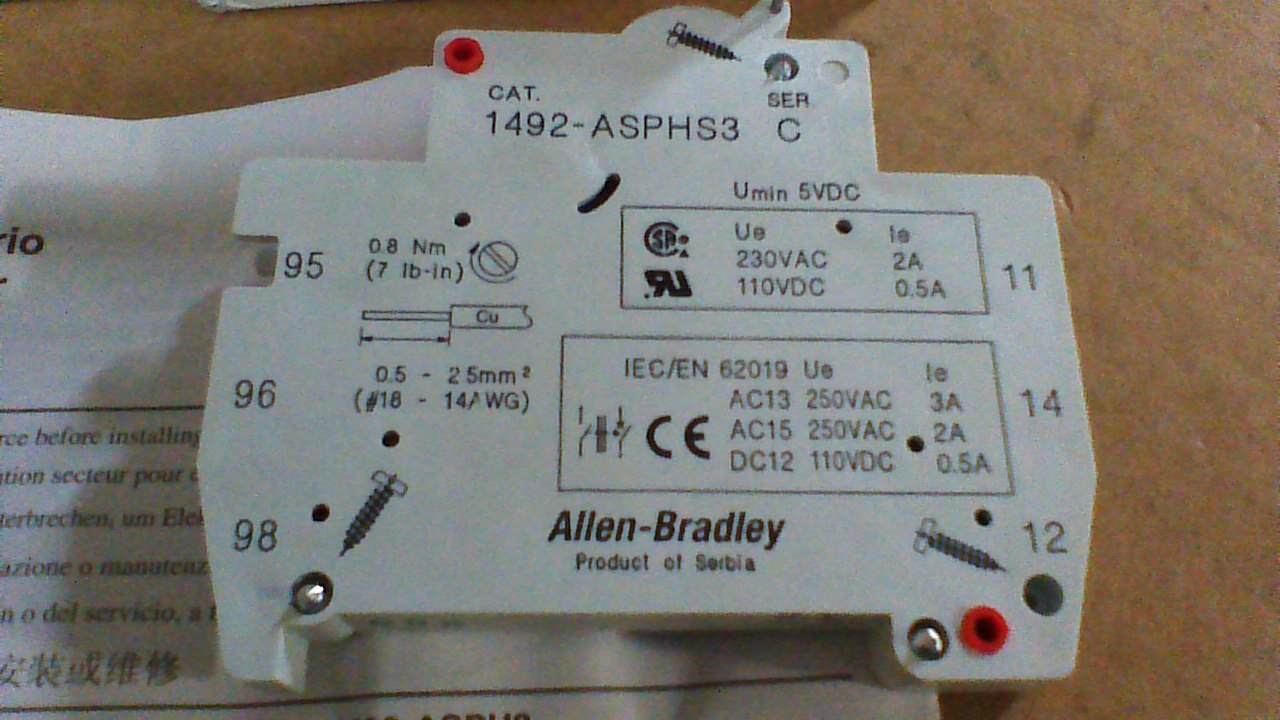 CAT.
1492-ASPHS3
SER
C
Umin 5VDC
95
0.8 Nm
(7 lb-in)
SP
Ue Ie
230VAC 2A
110VDC 0.5A
11
Cu
0.5 - 2.5mm²
(#18 - 14AWG)
96
IEC/EN 62019 Ue Ie
AC13 250VAC 3A
CE AC15 250VAC 2A
DC12 110VDC 0.5A
14
98
Allen-Bradley
Product of Serbia
12
rio
rce before installing
tion secteur pour
terbrechen, um
azione o
n o del servicio, a
安装或维修